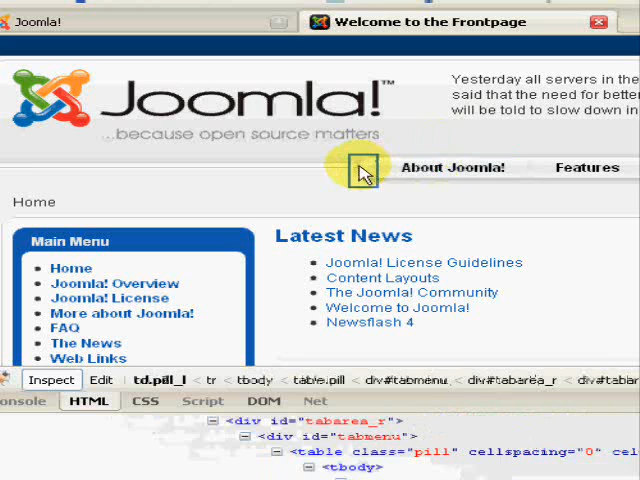 Joomla!
Welcome to the Frontpage
Joomla!™
...because open source matters
Yesterday all servers in the
said that the need for better
will be told to slow down in
About Joomla!
Features
Home
Main Menu
Home
Joomla! Overview
Joomla! License
More about Joomla!
FAQ
The News
Web Links
Latest News
Joomla! License Guidelines
Content Layouts
The Joomla! Community
Welcome to Joomla!
Newsflash 4
Inspect Edit td.pill_l < tr < tbody < table.pill < div#tabmenu < div#tabarea_r < div#tabar
onsole HTML CSS Script DOM Net
<div id="tabarea_r">
<div id="tabmenu">
<table class="pill" cellspacing="0" cel
<tbody>